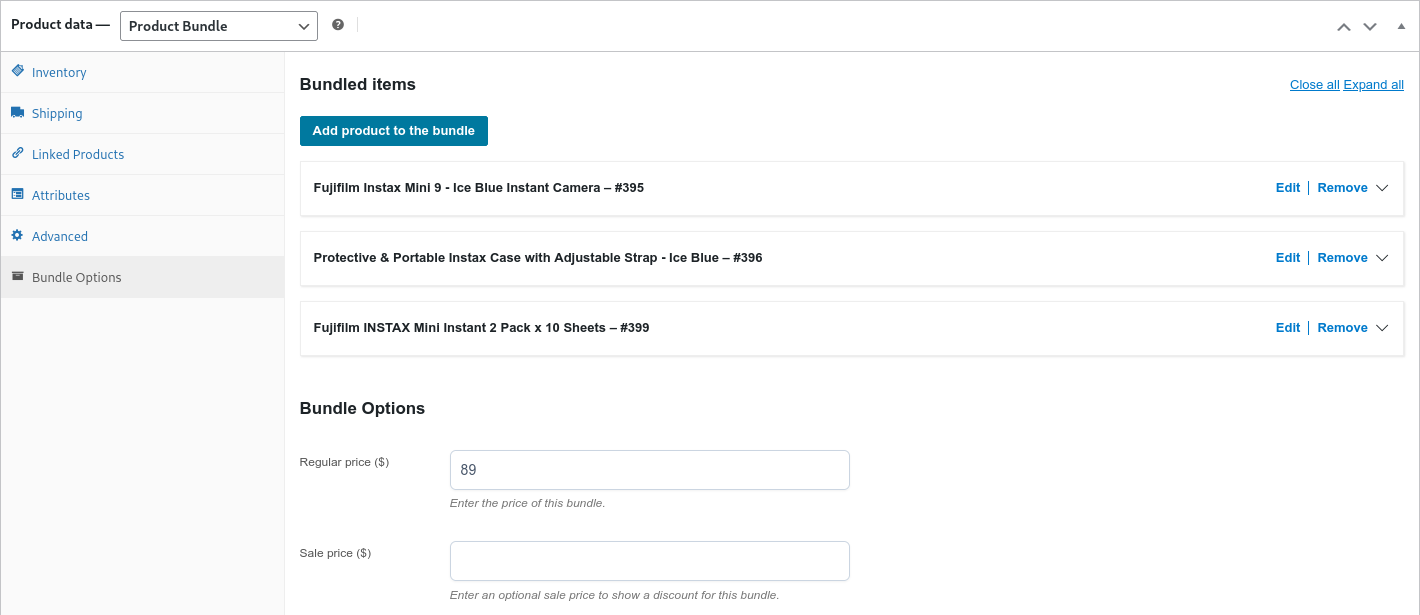 Product data — Product Bundle ?
Inventory
Shipping
Linked Products
Attributes
Advanced
Bundle Options
Bundled items
Close all Expand all
Add product to the bundle
Fujifilm Instax Mini 9 - Ice Blue Instant Camera – #395 Edit | Remove
Protective & Portable Instax Case with Adjustable Strap - Ice Blue – #396 Edit | Remove
Fujifilm INSTAX Mini Instant 2 Pack x 10 Sheets – #399 Edit | Remove
Bundle Options
Regular price ($) 89
Enter the price of this bundle.
Sale price ($)
Enter an optional sale price to show a discount for this bundle.